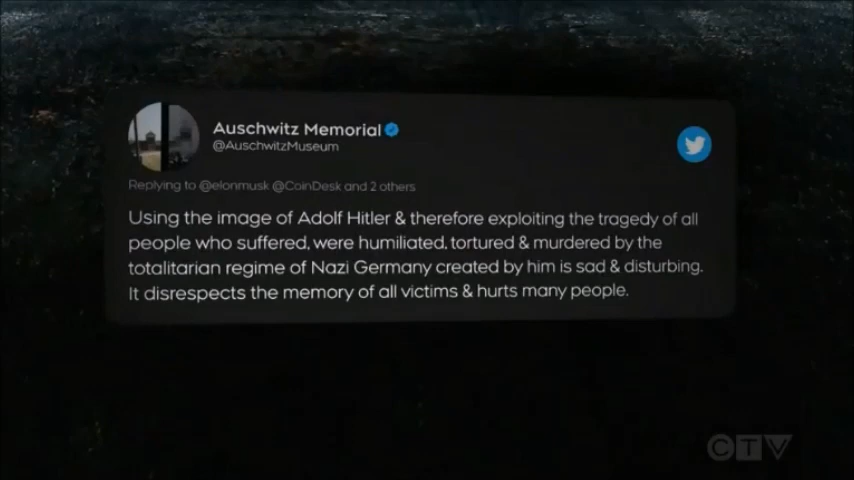 Auschwitz Memorial
@AuschwitzMuseum
Replying to @elonmusk @CoinDesk and 2 others
Using the image of Adolf Hitler & therefore exploiting the tragedy of all
people who suffered, were humiliated, tortured & murdered by the
totalitarian regime of Nazi Germany created by him is sad & disturbing.
It disrespects the memory of all victims & hurts many people.
CTV